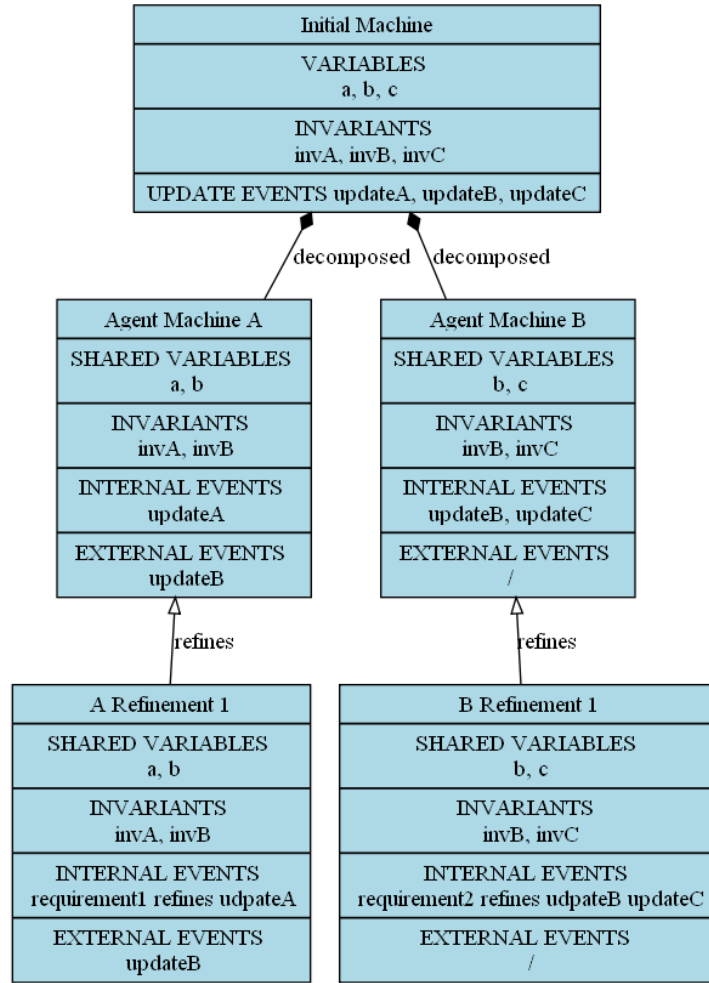 Initial Machine
VARIABLES
a, b, c
INVARIANTS
invA, invB, invC
UPDATE EVENTS updateA, updateB, updateC
decomposed
decomposed
Agent Machine A
SHARED VARIABLES
a, b
INVARIANTS
invA, invB
INTERNAL EVENTS
updateA
EXTERNAL EVENTS
updateB
Agent Machine B
SHARED VARIABLES
b, c
INVARIANTS
invB, invC
INTERNAL EVENTS
updateB, updateC
EXTERNAL EVENTS
/
refines
refines
A Refinement 1
SHARED VARIABLES
a, b
INVARIANTS
invA, invB
INTERNAL EVENTS
requirement1 refines udpateA
EXTERNAL EVENTS
updateB
B Refinement 1
SHARED VARIABLES
b, c
INVARIANTS
invB, invC
INTERNAL EVENTS
requirement2 refines udpateB updateC
EXTERNAL EVENTS
/